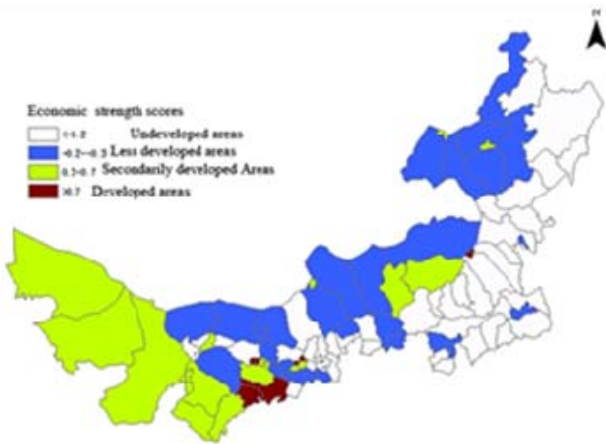 Economic strength scores
Undeveloped areas
Less developed areas
Secondarily developed Areas
Developed areas